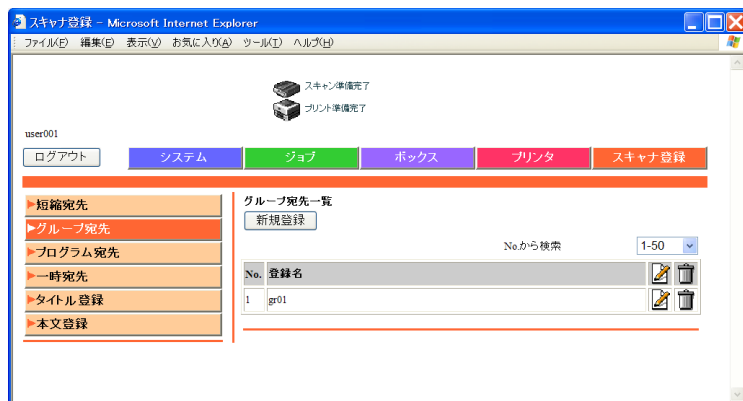 スキャナ登録 - Microsoft Internet Explorer
ファイル(F) 編集(E) 表示(V) お気に入り(A) ツール(T) ヘルプ(H)
スキャン準備完了
プリント準備完了
user001
ログアウト システム ジョブ ボックス プリンタ スキャナ登録
▶短縮宛先
▶グループ宛先
▶プログラム宛先
▶一時宛先
▶タイトル登録
▶本文登録
グループ宛先一覧
新規登録
No.から検索 1-50
No. 登録名
1 gr01